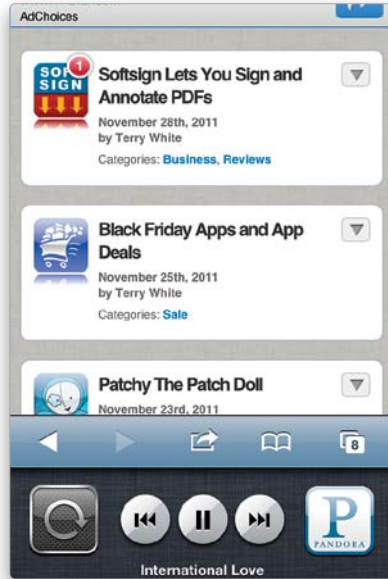 AdChoices
SOFT
SIGN
1
Softsign Lets You Sign and
Annotate PDFs
November 28th, 2011
by Terry White
Categories: Business, Reviews
Black Friday Apps and App
Deals
November 25th, 2011
by Terry White
Categories: Sale
Patchy The Patch Doll
November 23rd, 2011
8
P
PANDORA
International Love